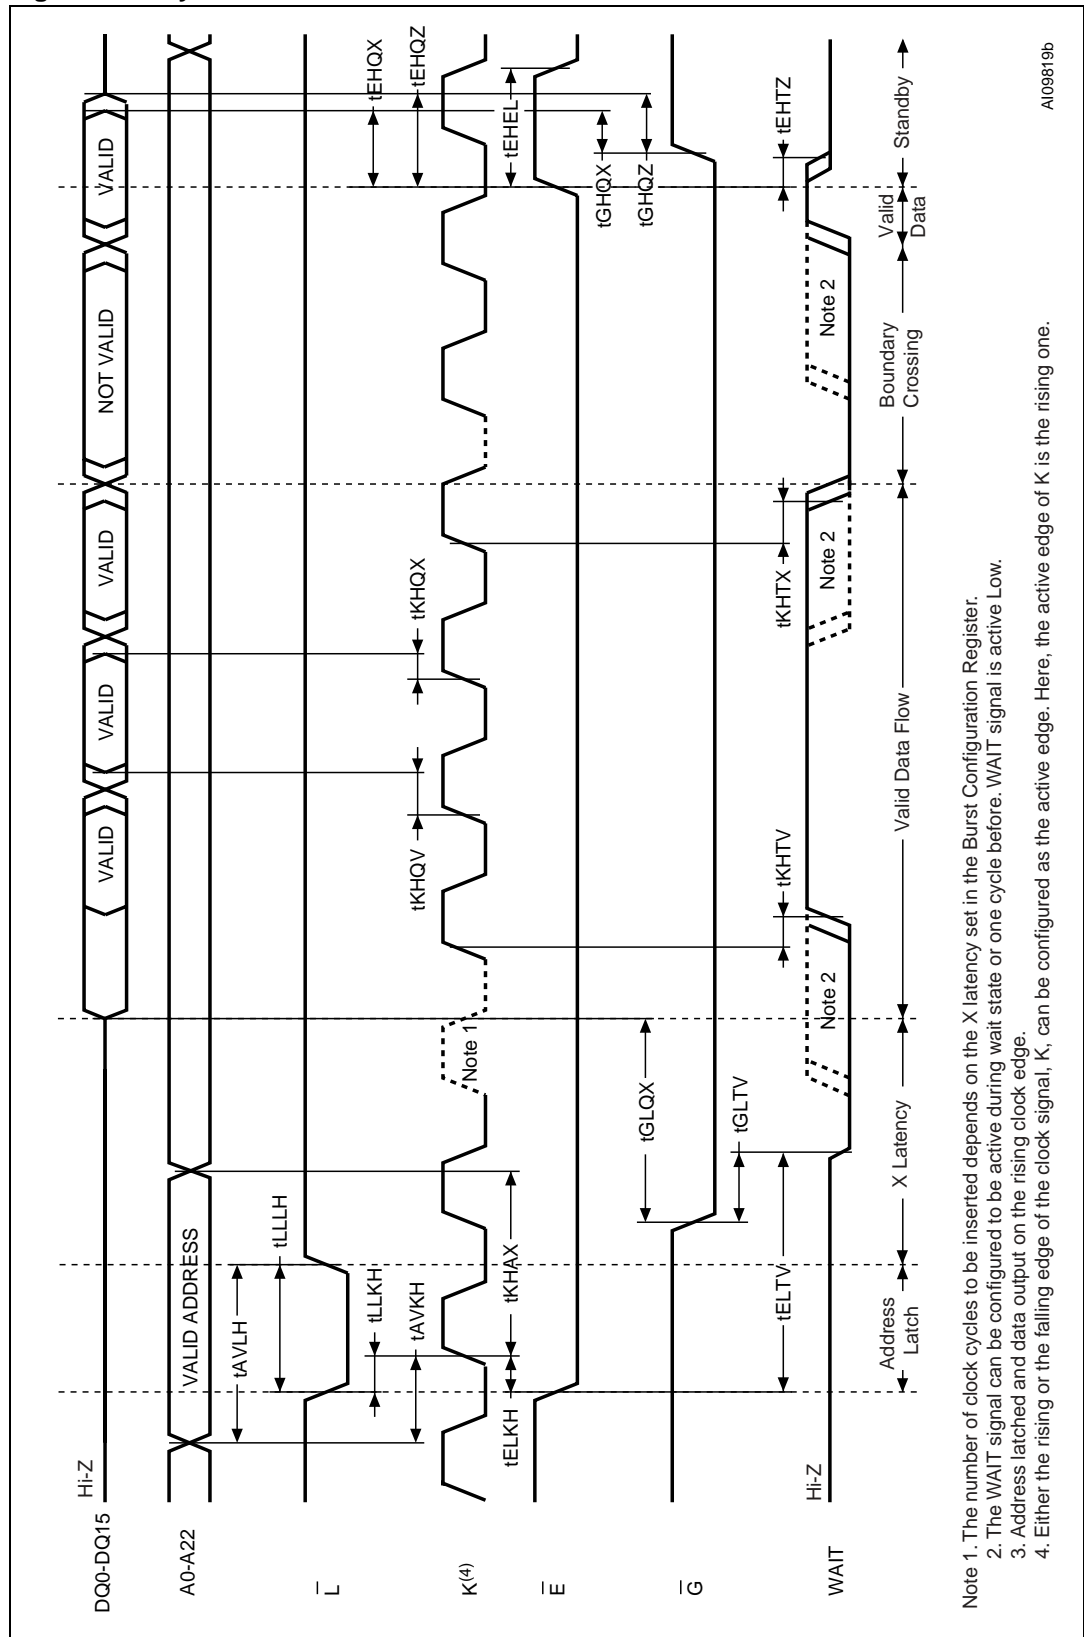 Hi-Z
DQ0-DQ15
VALID
VALID
VALID
NOT VALID
VALID
A0-A22
VALID ADDRESS
tAVLH
tLLLH
L
tLLKH
tAVKH
tEHQX
tEHQZ
tKHQV
tKHQX
K(4)
Note 1
tELKH
tKHAX
tEHEL
E
tGHQX
tGHQZ
tGLQX
G
tGLTV
tELTV
tKHTV
tKHTX
tEHTZ
Hi-Z
WAIT
Note 2
Note 2
Note 2
Address
Latch
X Latency
Valid Data Flow
Boundary
Crossing
Valid
Data
Standby
Note 1. The number of clock cycles to be inserted depends on the X latency set in the Burst Configuration Register.
2. The WAIT signal can be configured to be active during wait state or one cycle before. WAIT signal is active Low.
3. Address latched and data output on the rising clock edge.
4. Either the rising or the falling edge of the clock signal, K, can be configured as the active edge. Here, the active edge of K is the rising one.
AI09819b